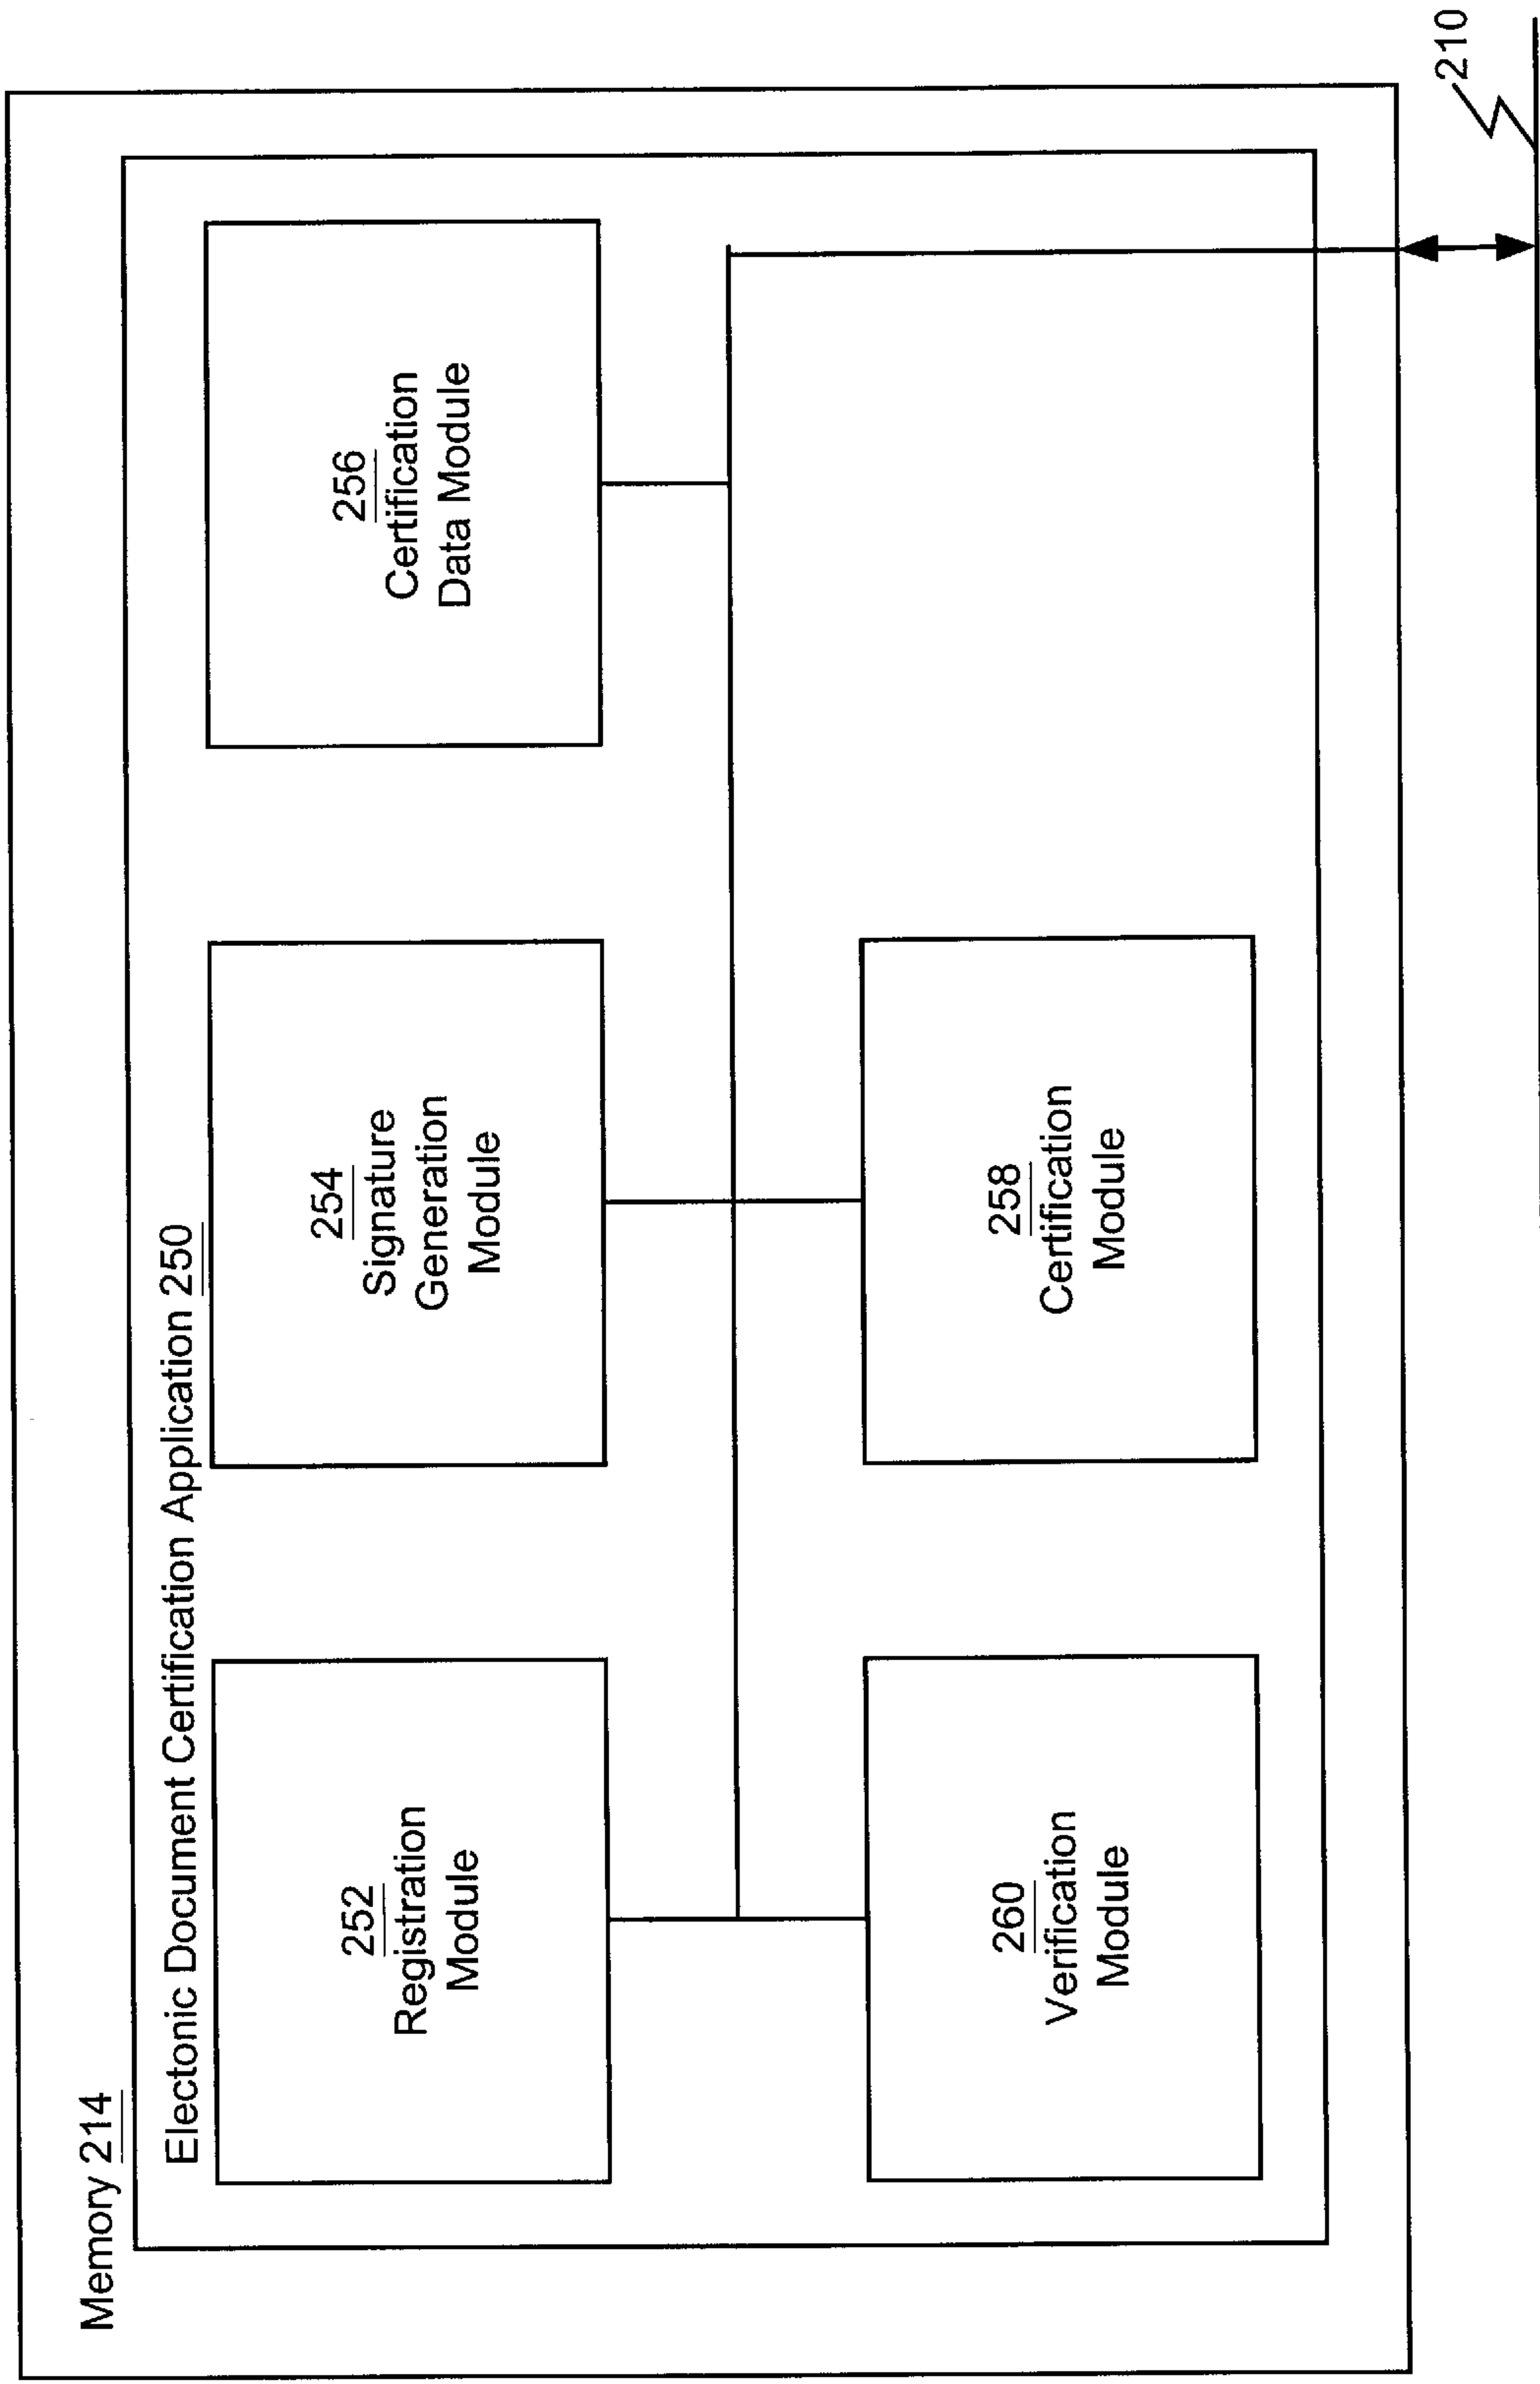 Memory 214
Electonic Document Certification Application 250
252
Registration
Module
254
Signature
Generation
Module
256
Certification
Data Module
260
Verification
Module
258
Certification
Module
210